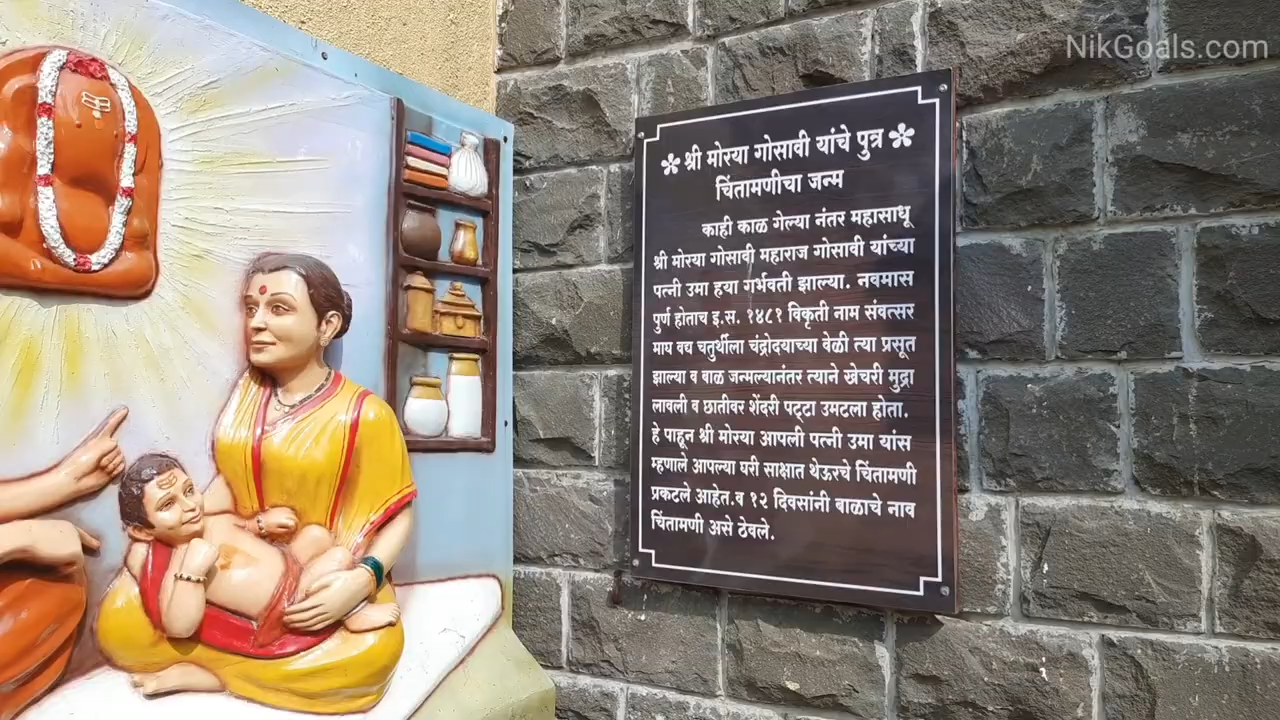 NikGoals.com
श्री मोरया गोसावी यांचे पुत्र
चिंतामणीचा जन्म
काही काळ गेल्या नंतर महासाधू
श्री मोरया गोसावी महाराज गोसावी यांच्या
पत्नी उमा हया गर्भवती झाल्या. नवमास
पुर्ण होताच इ.स. १४८१ विकृती नाम संवत्सर
माघ वद्य चतुर्थीला चंद्रोदयाच्या वेळी त्या प्रसूत
झाल्या व बाळ जन्मल्यानंतर त्याने खेचरी मुद्रा
लावली व छातीवर शेंदरी पट्टा उमटला होता.
हे पाहून श्री मोरया आपली पत्नी उमा यांस
म्हणाले आपल्या घरी साक्षात थेऊरचे चिंतामणी
प्रकटले आहेत.व १२ दिवसांनी बाळाचे नाव
चिंतामणी असे ठेवले.